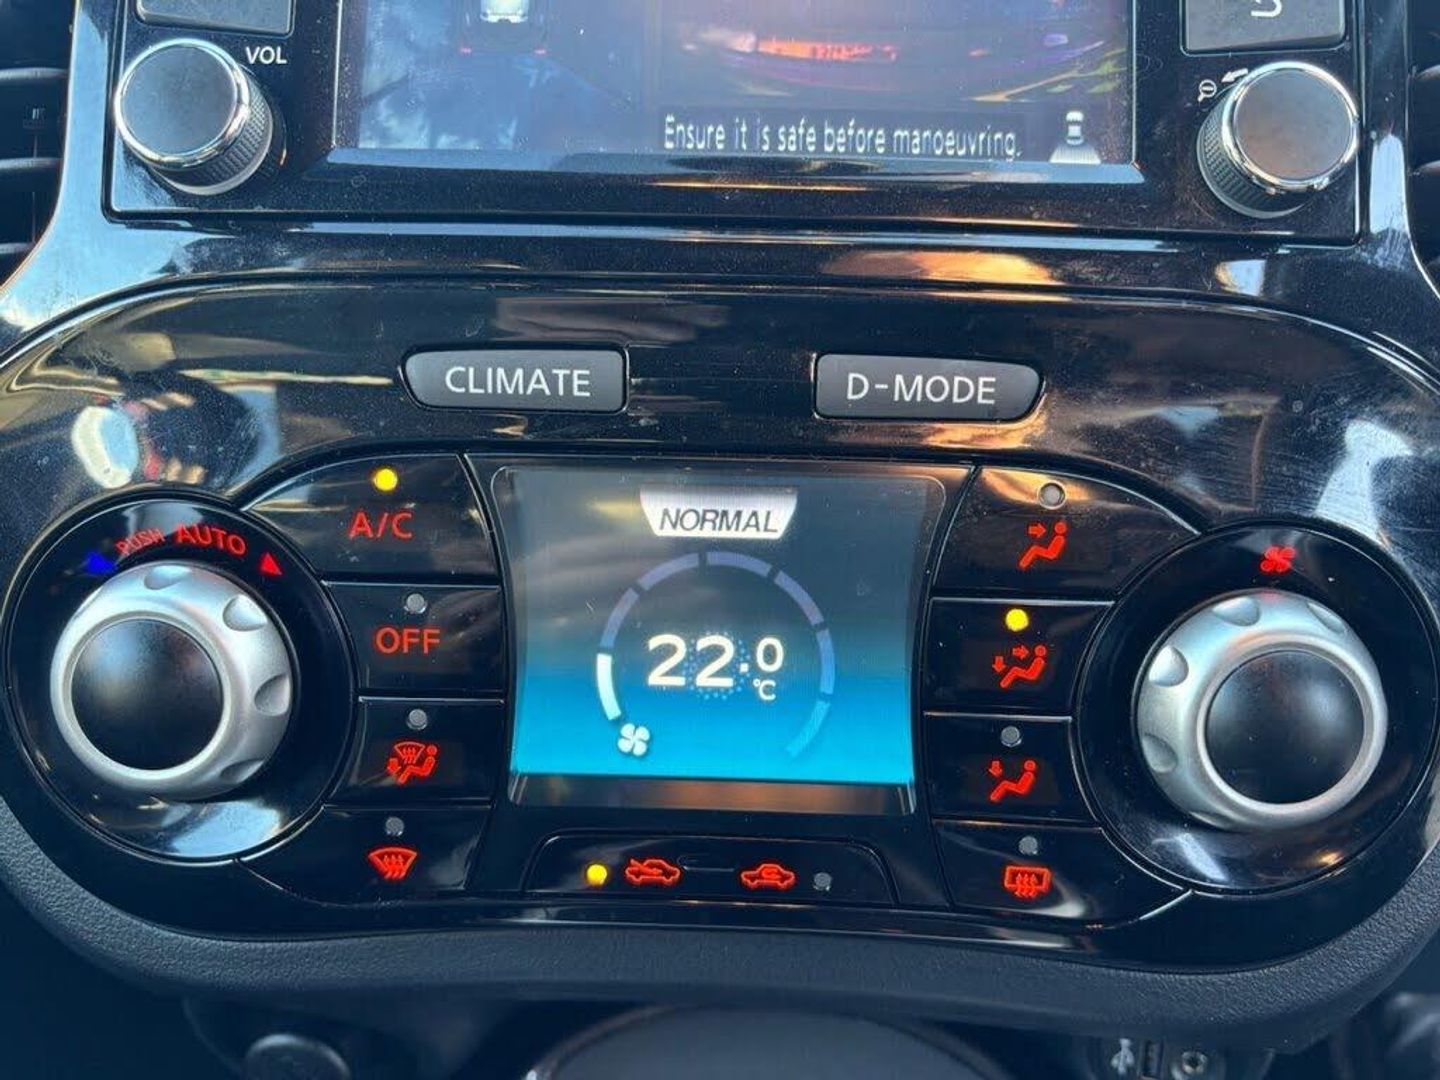 VOL
Ensure it is safe before manoeuvring.
CLIMATE
D-MODE
PUSH AUTO
A/C
OFF
NORMAL
22.0
°C